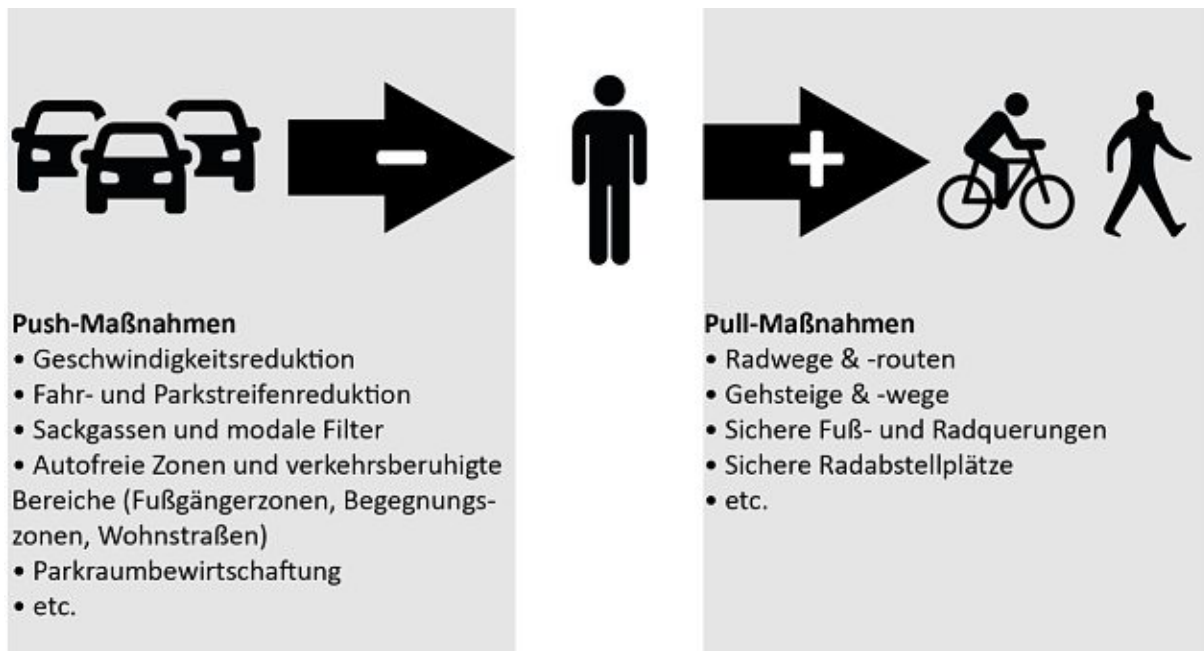 Push-Maßnahmen
• Geschwindigkeitsreduktion
• Fahr- und Parkstreifenreduktion
• Sackgassen und modale Filter
• Autofreie Zonen und verkehrsberuhigte
Bereiche (Fußgängerzonen, Begegnungs-
zonen, Wohnstraßen)
• Parkraumbewirtschaftung
• etc.
Pull-Maßnahmen
• Radwege & -routen
• Gehsteige & -wege
• Sichere Fuß- und Radquerungen
• Sichere Radabstellplätze
• etc.